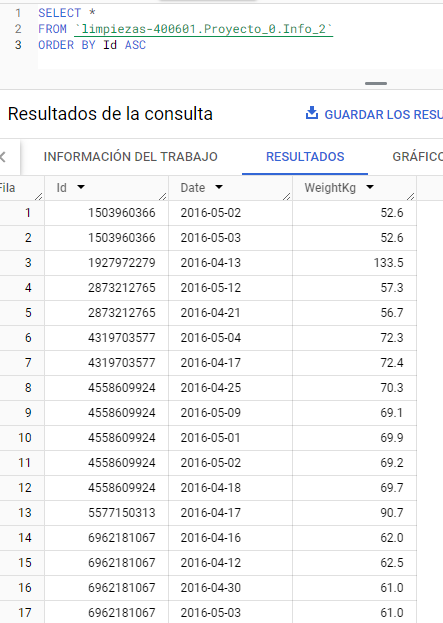 1 SELECT *
2 FROM `limpiezas-400601.Proyecto_0.Info_2`
3 ORDER BY Id ASC
Resultados de la consulta GUARDAR LOS RESU
INFORMACIÓN DEL TRABAJO RESULTADOS GRÁFICO
Fila Id Date WeightKg
1 1503960366 2016-05-02 52.6
2 1503960366 2016-05-03 52.6
3 1927972279 2016-04-13 133.5
4 2873212765 2016-05-12 57.3
5 2873212765 2016-04-21 56.7
6 4319703577 2016-05-04 72.3
7 4319703577 2016-04-17 72.4
8 4558609924 2016-04-25 70.3
9 4558609924 2016-05-09 69.1
10 4558609924 2016-05-01 69.9
11 4558609924 2016-05-02 69.2
12 4558609924 2016-04-18 69.7
13 5577150313 2016-04-17 90.7
14 6962181067 2016-04-16 62.0
15 6962181067 2016-04-12 62.5
16 6962181067 2016-04-30 61.0
17 6962181067 2016-05-03 61.0